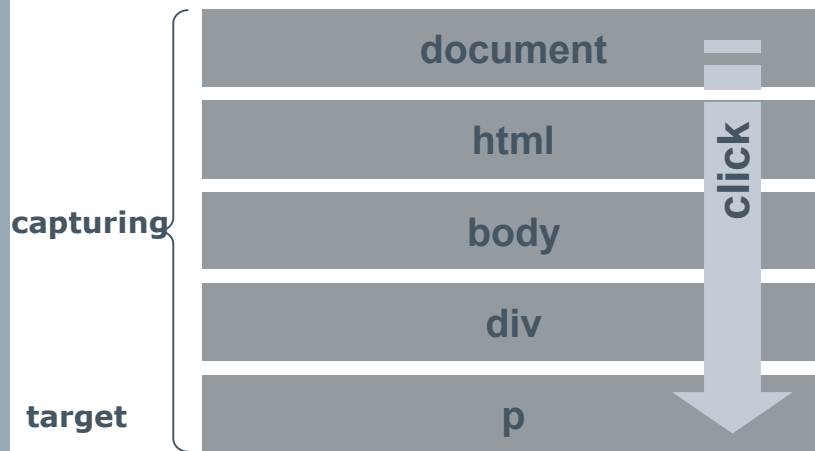 document
html
click
capturing
body
div
target
p